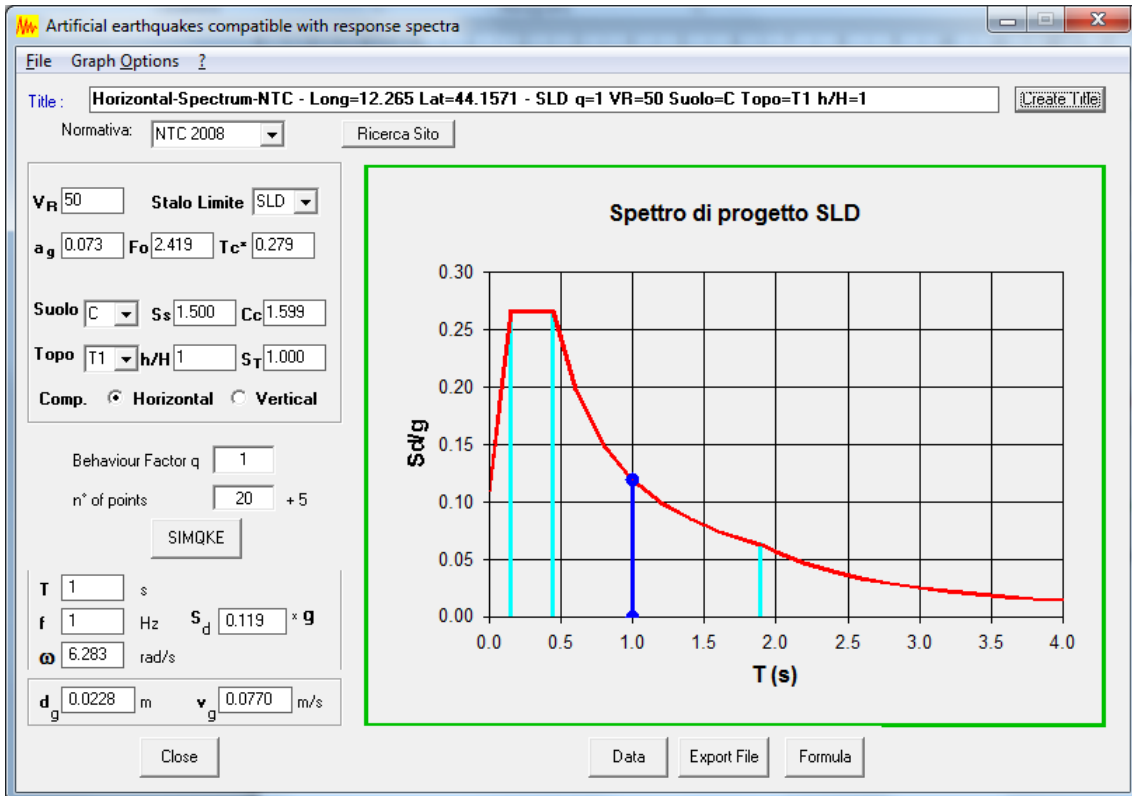 Artificial earthquakes compatible with response spectra
File Graph Options ?
Title : Horizontal-Spectrum-NTC - Long=12.265 Lat=44.1571 - SLD q=1 VR=50 Suolo=C Topo=T1 h/H=1 Create Title
Normativa: NTC 2008 Ricerca Sito
VR 50 Stalo Limite SLD
ag 0.073 Fo 2.419 Tc* 0.279
Suolo C Ss 1.500 Cc 1.599
Topo T1 h/H 1 ST 1.000
Comp. Horizontal Vertical
Behaviour Factor q 1
n° of points 20 + 5
SIMQKE
T 1 s
f 1 Hz Sd 0.119 x g
ω 6.283 rad/s
dg 0.0228 m vg 0.0770 m/s
Spettro di progetto SLD
Sd/g
0.30
0.25
0.20
0.15
0.10
0.05
0.00
0.0 0.5 1.0 1.5 2.0 2.5 3.0 3.5 4.0
T (s)
Close Data Export File Formula